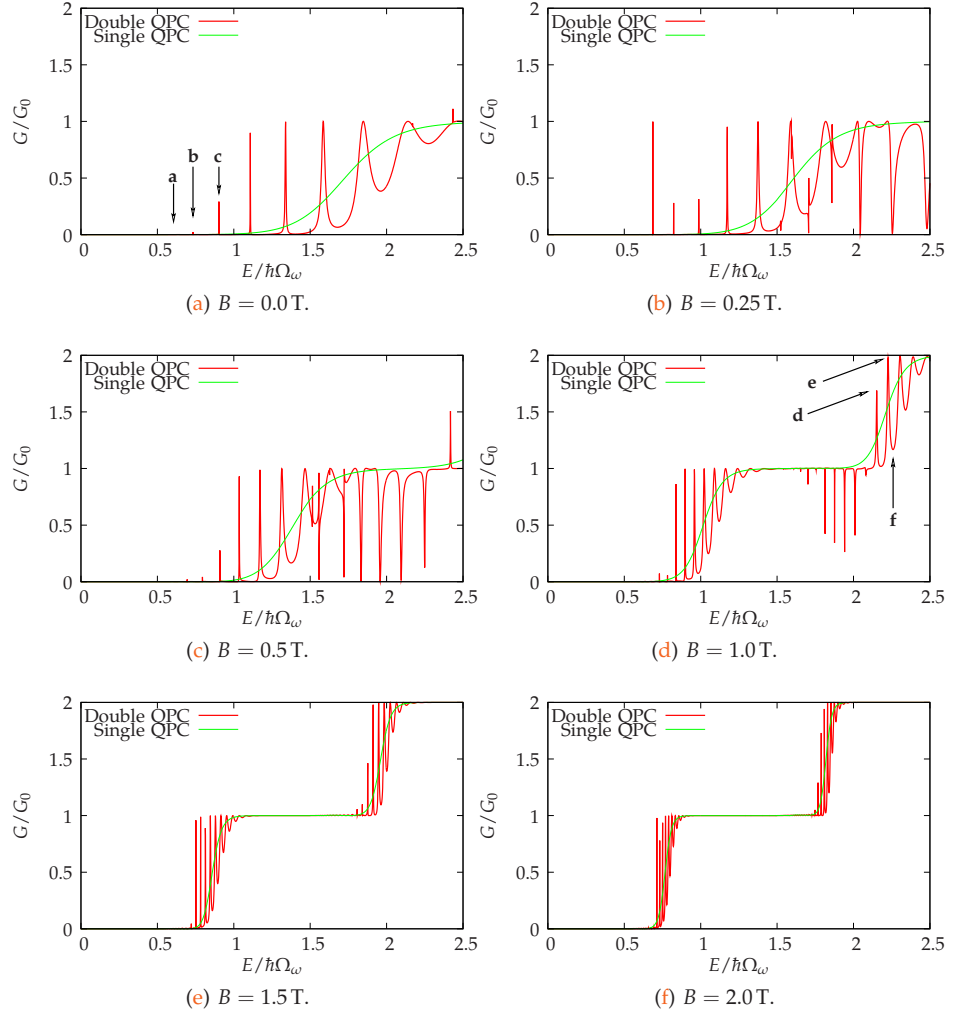 Double QPC
Single QPC
2
1.5
1
0.5
0
G/G0
a
b
c
0 0.5 1 1.5 2 2.5
E/ħΩω
(a) B = 0.0 T.
Double QPC
Single QPC
2
1.5
1
0.5
0
G/G0
0 0.5 1 1.5 2 2.5
E/ħΩω
(b) B = 0.25 T.
Double QPC
Single QPC
2
1.5
1
0.5
0
G/G0
0 0.5 1 1.5 2 2.5
E/ħΩω
(c) B = 0.5 T.
Double QPC
Single QPC
2
1.5
1
0.5
0
G/G0
e
d
f
0 0.5 1 1.5 2 2.5
E/ħΩω
(d) B = 1.0 T.
Double QPC
Single QPC
2
1.5
1
0.5
0
G/G0
0 0.5 1 1.5 2 2.5
E/ħΩω
(e) B = 1.5 T.
Double QPC
Single QPC
2
1.5
1
0.5
0
G/G0
0 0.5 1 1.5 2 2.5
E/ħΩω
(f) B = 2.0 T.